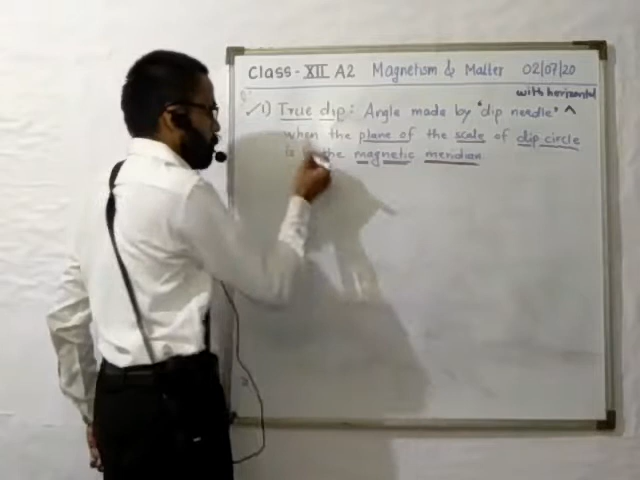 Class - XII A2 Magnetism & Matter 02/07/20
with horizontal
✓1) True dip: Angle made by 'dip needle' ^
when the plane of the scale of dip circle
is the magnetic meridian